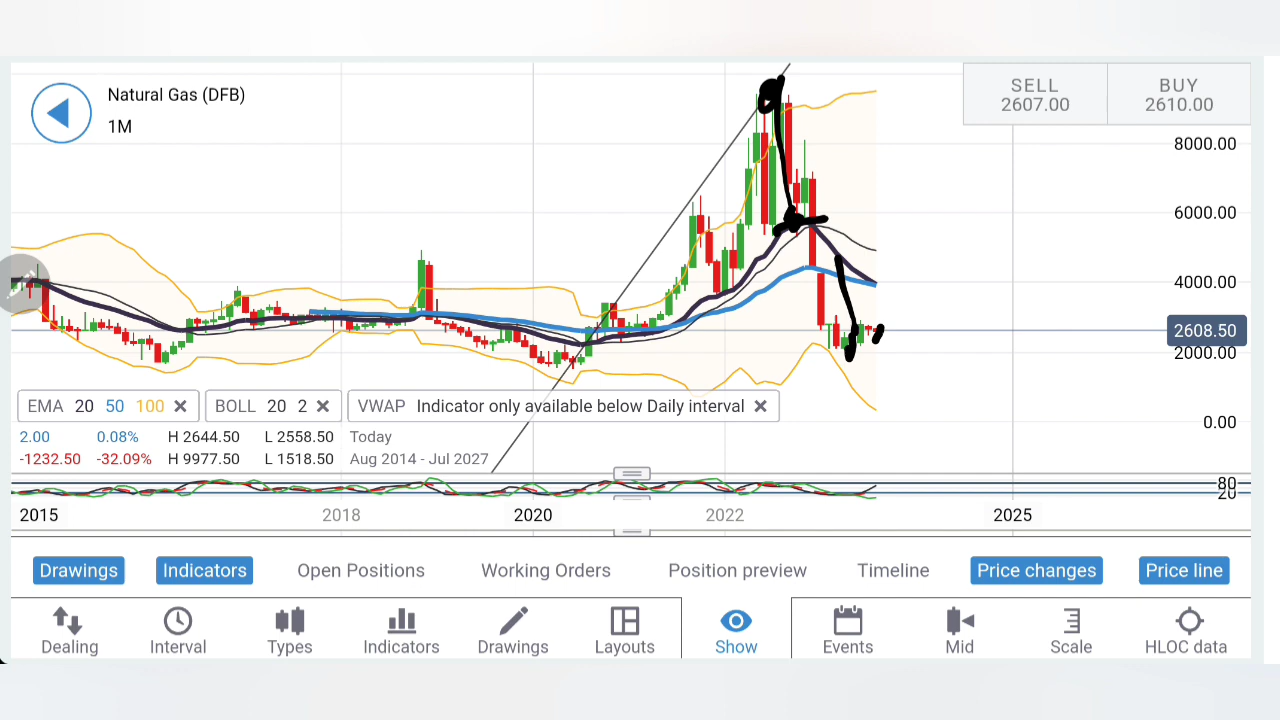 Natural Gas (DFB)
1M
SELL BUY
2607.00 2610.00
8000.00
6000.00
4000.00
2608.50
2000.00
0.00
EMA 20 50 100 BOLL 20 2 VWAP Indicator only available below Daily interval
2.00 0.08% H 2644.50 L 2558.50 Today
-1232.50 -32.09% H 9977.50 L 1518.50 Aug 2014 - Jul 2027
80
20
2015 2018 2020 2022 2025
Drawings Indicators Open Positions Working Orders Position preview Timeline Price changes Price line
Dealing Interval Types Indicators Drawings Layouts Show Events Mid Scale HLOC data